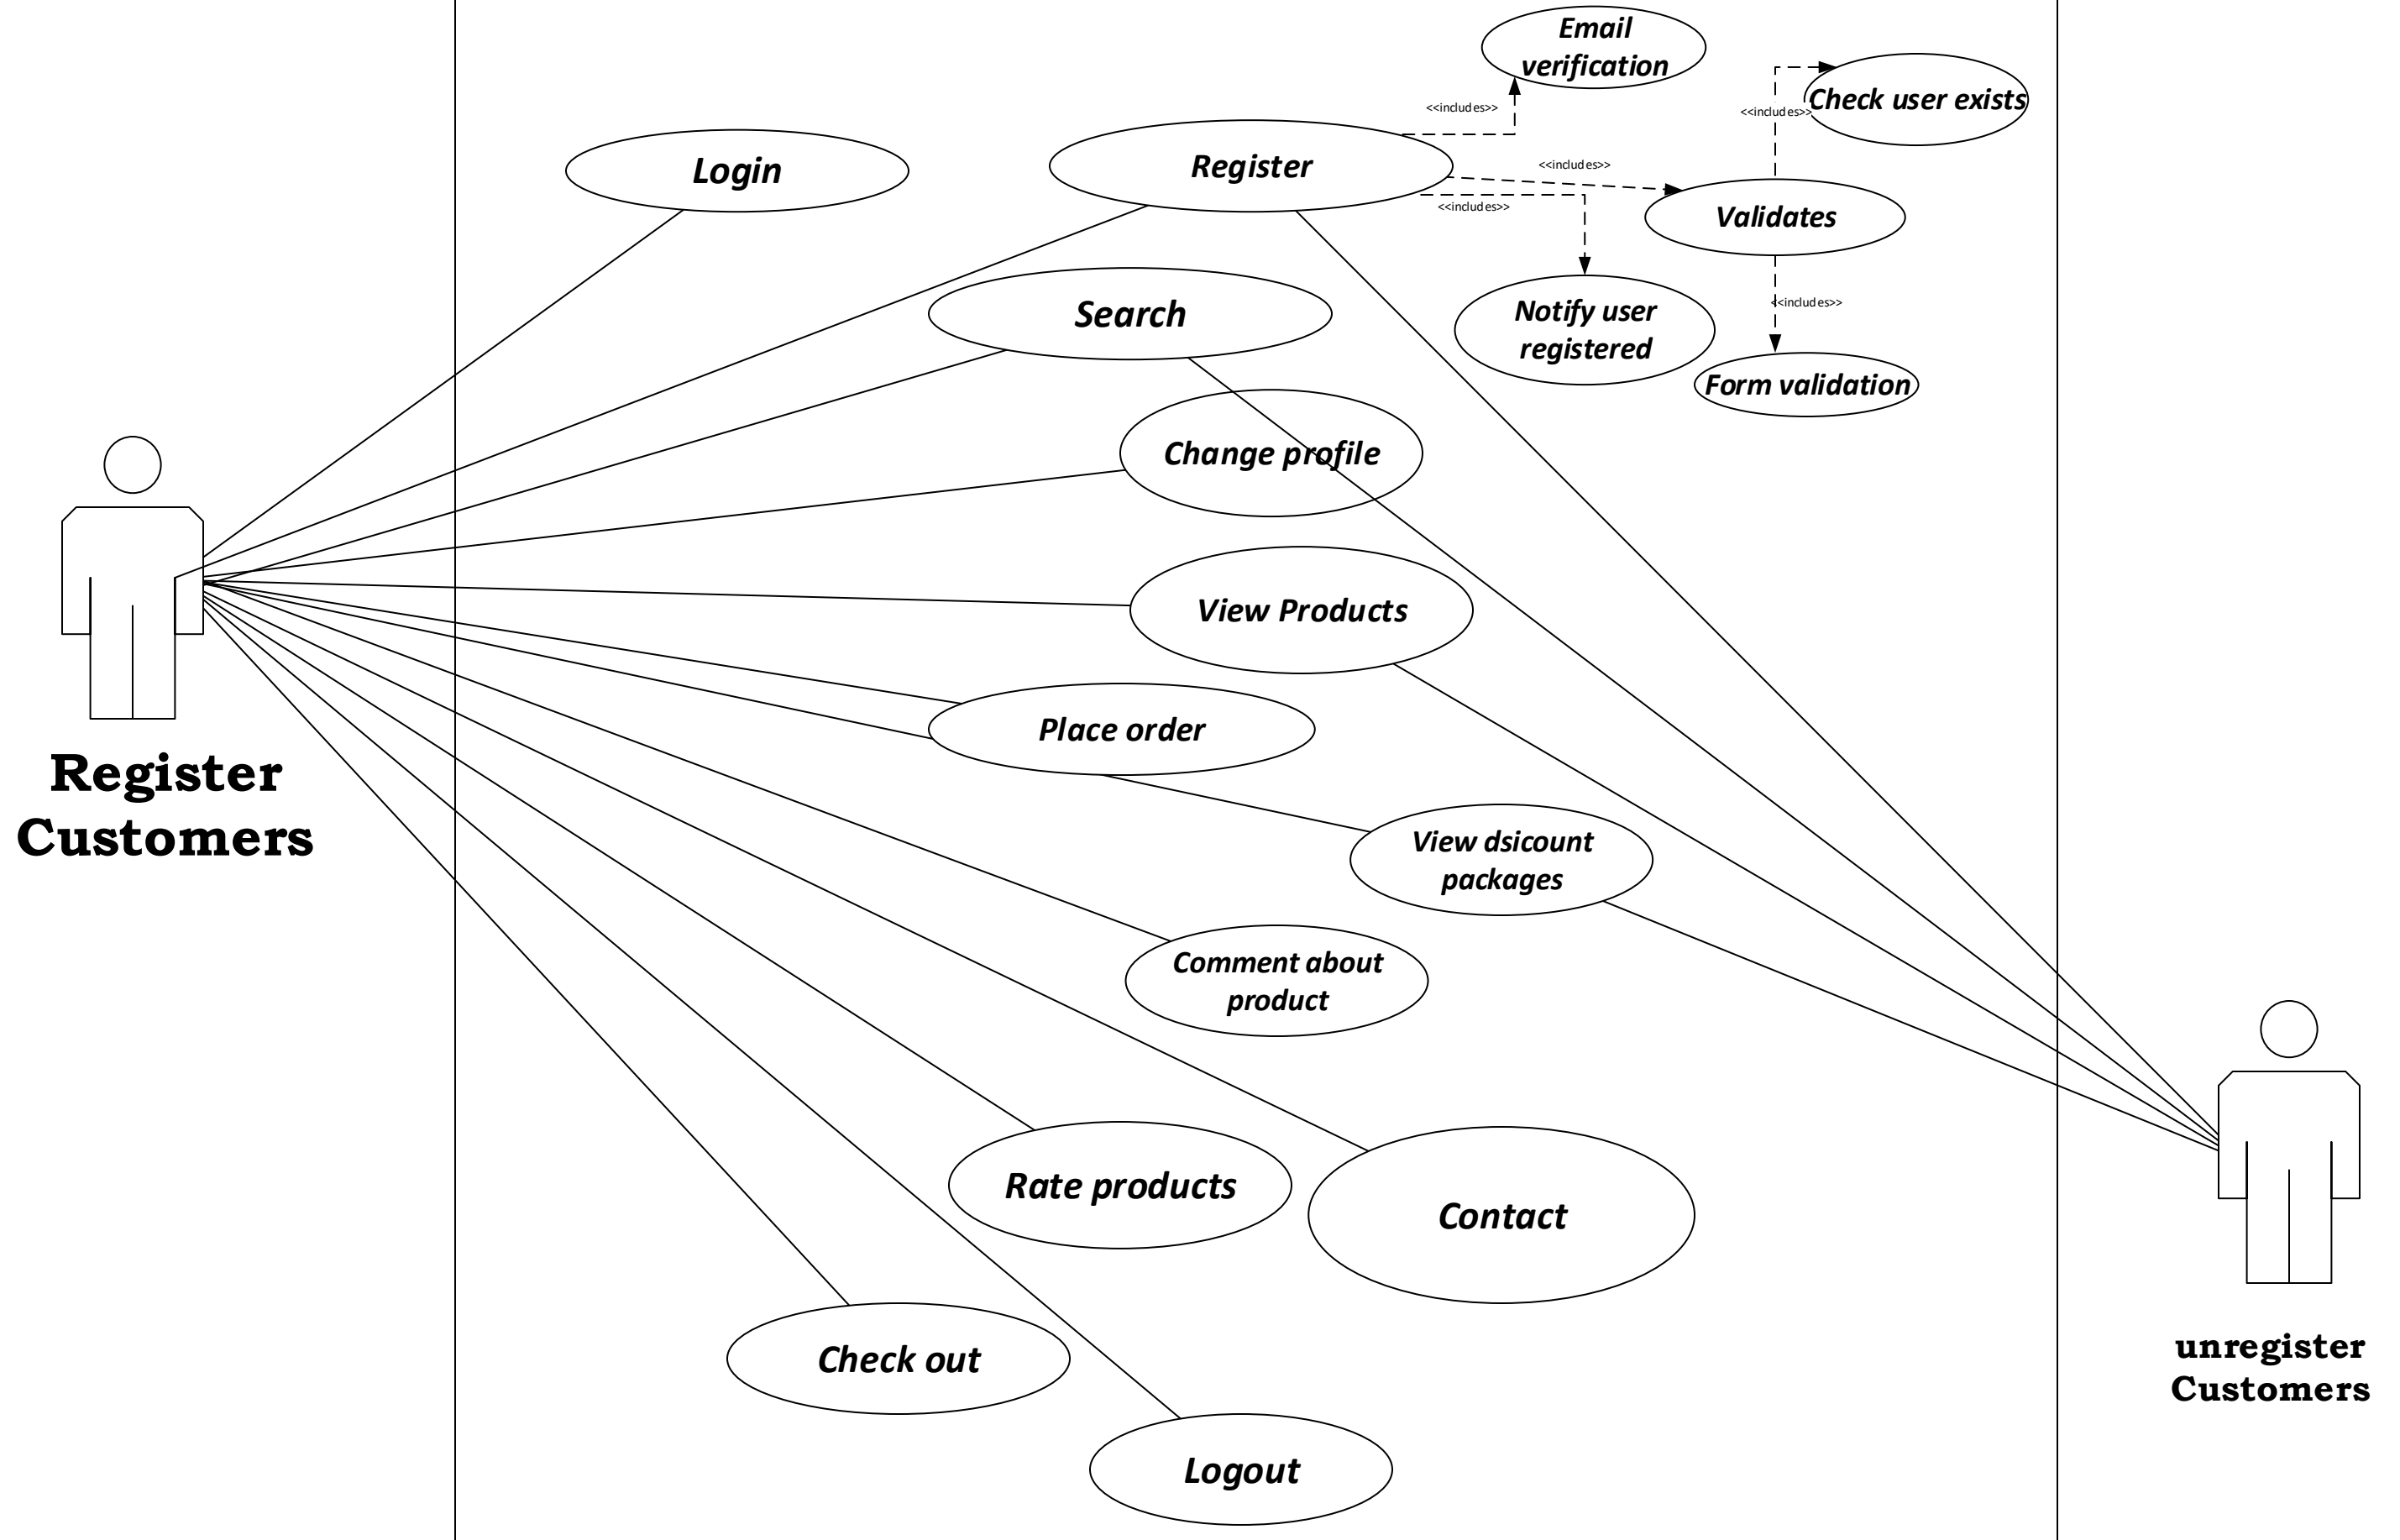 Email
verification
Check user exists
<<includes>>
<<includes>>
Login
Register
<<includes>>
<<includes>>
Validates
Search
Notify user
registered
<<includes>>
Form validation
Change profile
View Products
Place order
Register
Customers
View dsicount
packages
Comment about
product
Rate products
Contact
Check out
unregister
Customers
Logout